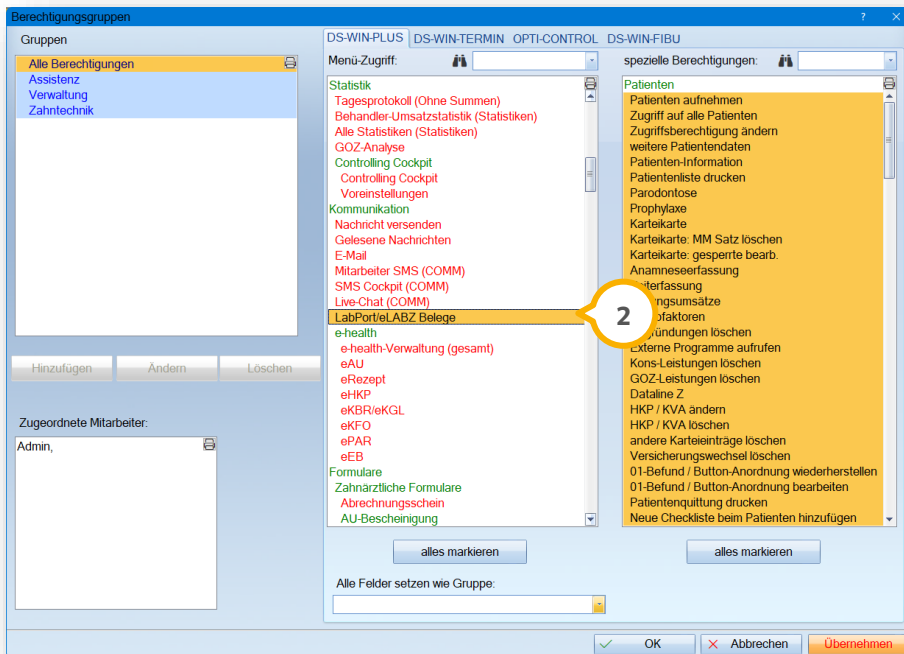 Berechtigungsgruppen
Gruppen
Alle Berechtigungen
Assistenz
Verwaltung
Zahntechnik
Hinzufügen Ändern Löschen
Zugeordnete Mitarbeiter:
Admin,
DS-WIN-PLUS DS-WIN-TERMIN OPTI-CONTROL DS-WIN-FIBU
Menü-Zugriff:
Statistik
Tagesprotokoll (Ohne Summen)
Behandler-Umsatzstatistik (Statistiken)
Alle Statistiken (Statistiken)
GOZ-Analyse
Controlling Cockpit
Controlling Cockpit
Voreinstellungen
Kommunikation
Nachricht versenden
Gelesene Nachrichten
E-Mail
Mitarbeiter SMS (COMM)
SMS Cockpit (COMM)
Live-Chat (COMM)
LabPort/eLABZ Belege
2
e-health
e-health-Verwaltung (gesamt)
eAU
eRezept
eHKP
eKBR/eKGL
eKFO
ePAR
eEB
Formulare
Zahnärztliche Formulare
Abrechnungsschein
AU-Bescheinigung
alles markieren
spezielle Berechtigungen:
Patienten
Patienten aufnehmen
Zugriff auf alle Patienten
Zugriffsberechtigung ändern
weitere Patientendaten
Patienten-Information
Patientenliste drucken
Parodontose
Prophylaxe
Karteikarte
Karteikarte: MM Satz löschen
Karteikarte: gesperrte bearb.
Anamneseerfassung
löschen
Externe Programme aufrufen
Kons-Leistungen löschen
GOZ-Leistungen löschen
Dataline Z
HKP / KVA ändern
HKP / KVA löschen
andere Karteieinträge löschen
Versicherungswechsel löschen
01-Befund / Button-Anordnung wiederherstellen
01-Befund / Button-Anordnung bearbeiten
Patientenquittung drucken
Neue Checkliste beim Patienten hinzufügen
alles markieren
Alle Felder setzen wie Gruppe:
OK Abbrechen Übernehmen